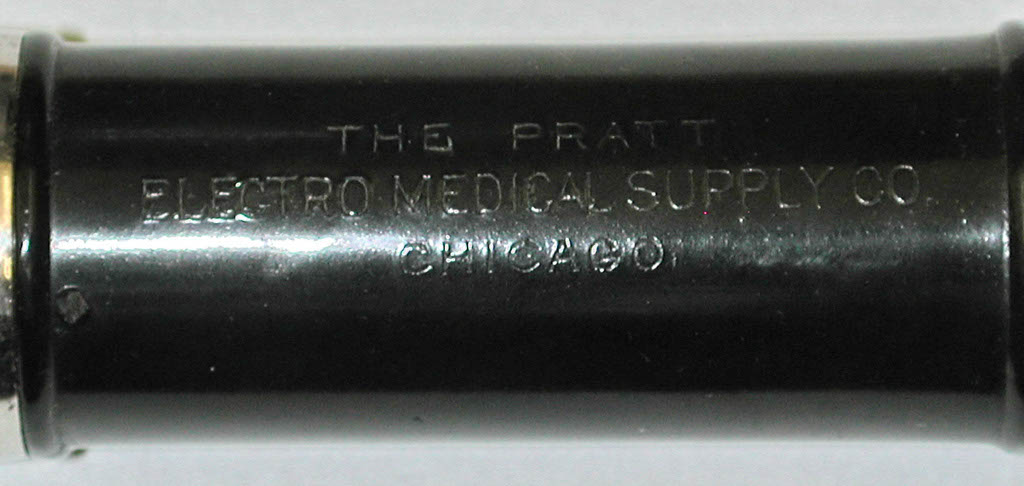 THE PRATT
ELECTRO MEDICAL SUPPLY CO
CHICAGO